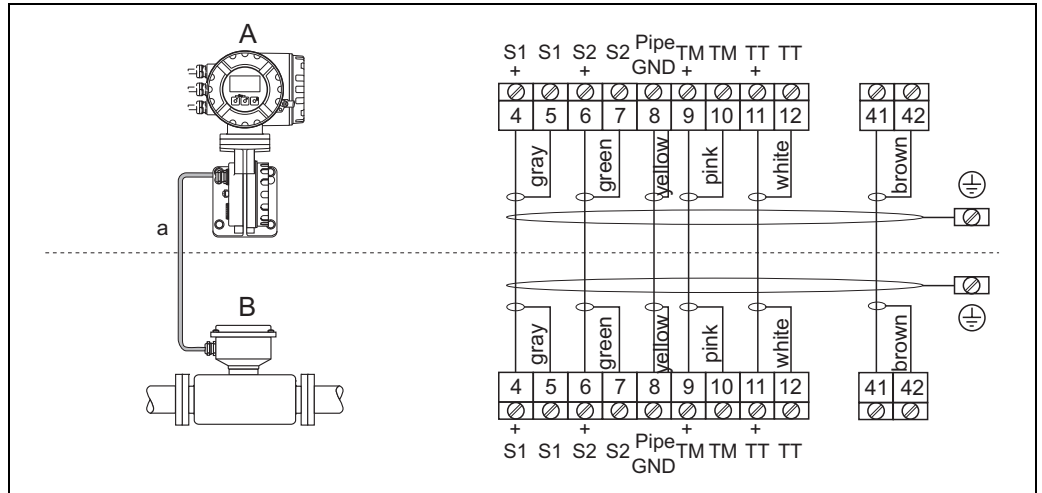 A
a
B
S1 S1 S2 S2 Pipe GND TM TM TT TT
+ + + +
4 5 6 7 8 9 10 11 12 41 42
gray green yellow pink white brown
gray green yellow pink white brown
4 5 6 7 8 9 10 11 12 41 42
+ + + +
S1 S1 S2 S2 Pipe GND TM TM TT TT